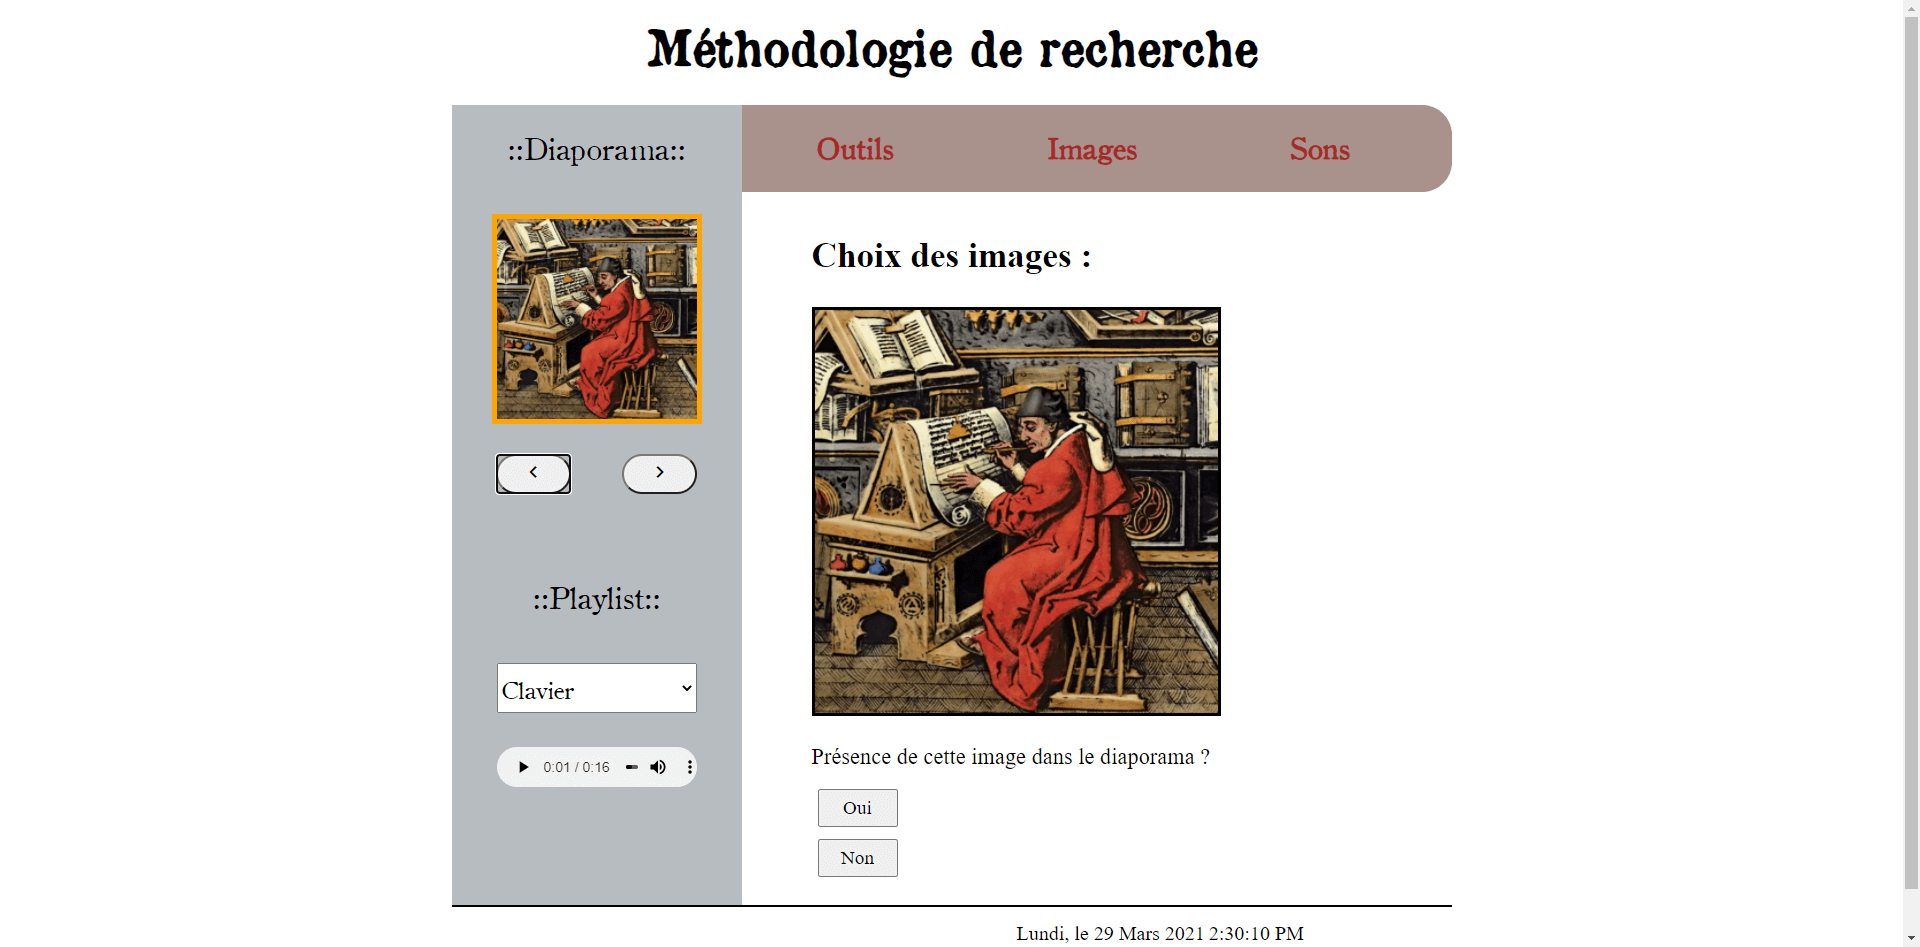 Méthodologie de recherche
::Diaporama::
Outils Images Sons
Choix des images :
::Playlist::
Clavier
0:01 / 0:16
Présence de cette image dans le diaporama ?
Oui
Non
Lundi, le 29 Mars 2021 2:30:10 PM